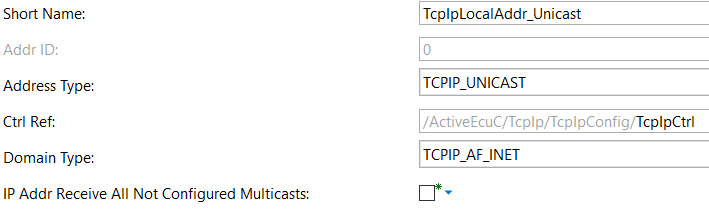 Short Name: TcpIpLocalAddr_Unicast
Addr ID: 0
Address Type: TCPIP_UNICAST
Ctrl Ref: /ActiveEcuC/TcpIp/TcpIpConfig/TcpIpCtrl
Domain Type: TCPIP_AF_INET
IP Addr Receive All Not Configured Multicasts: